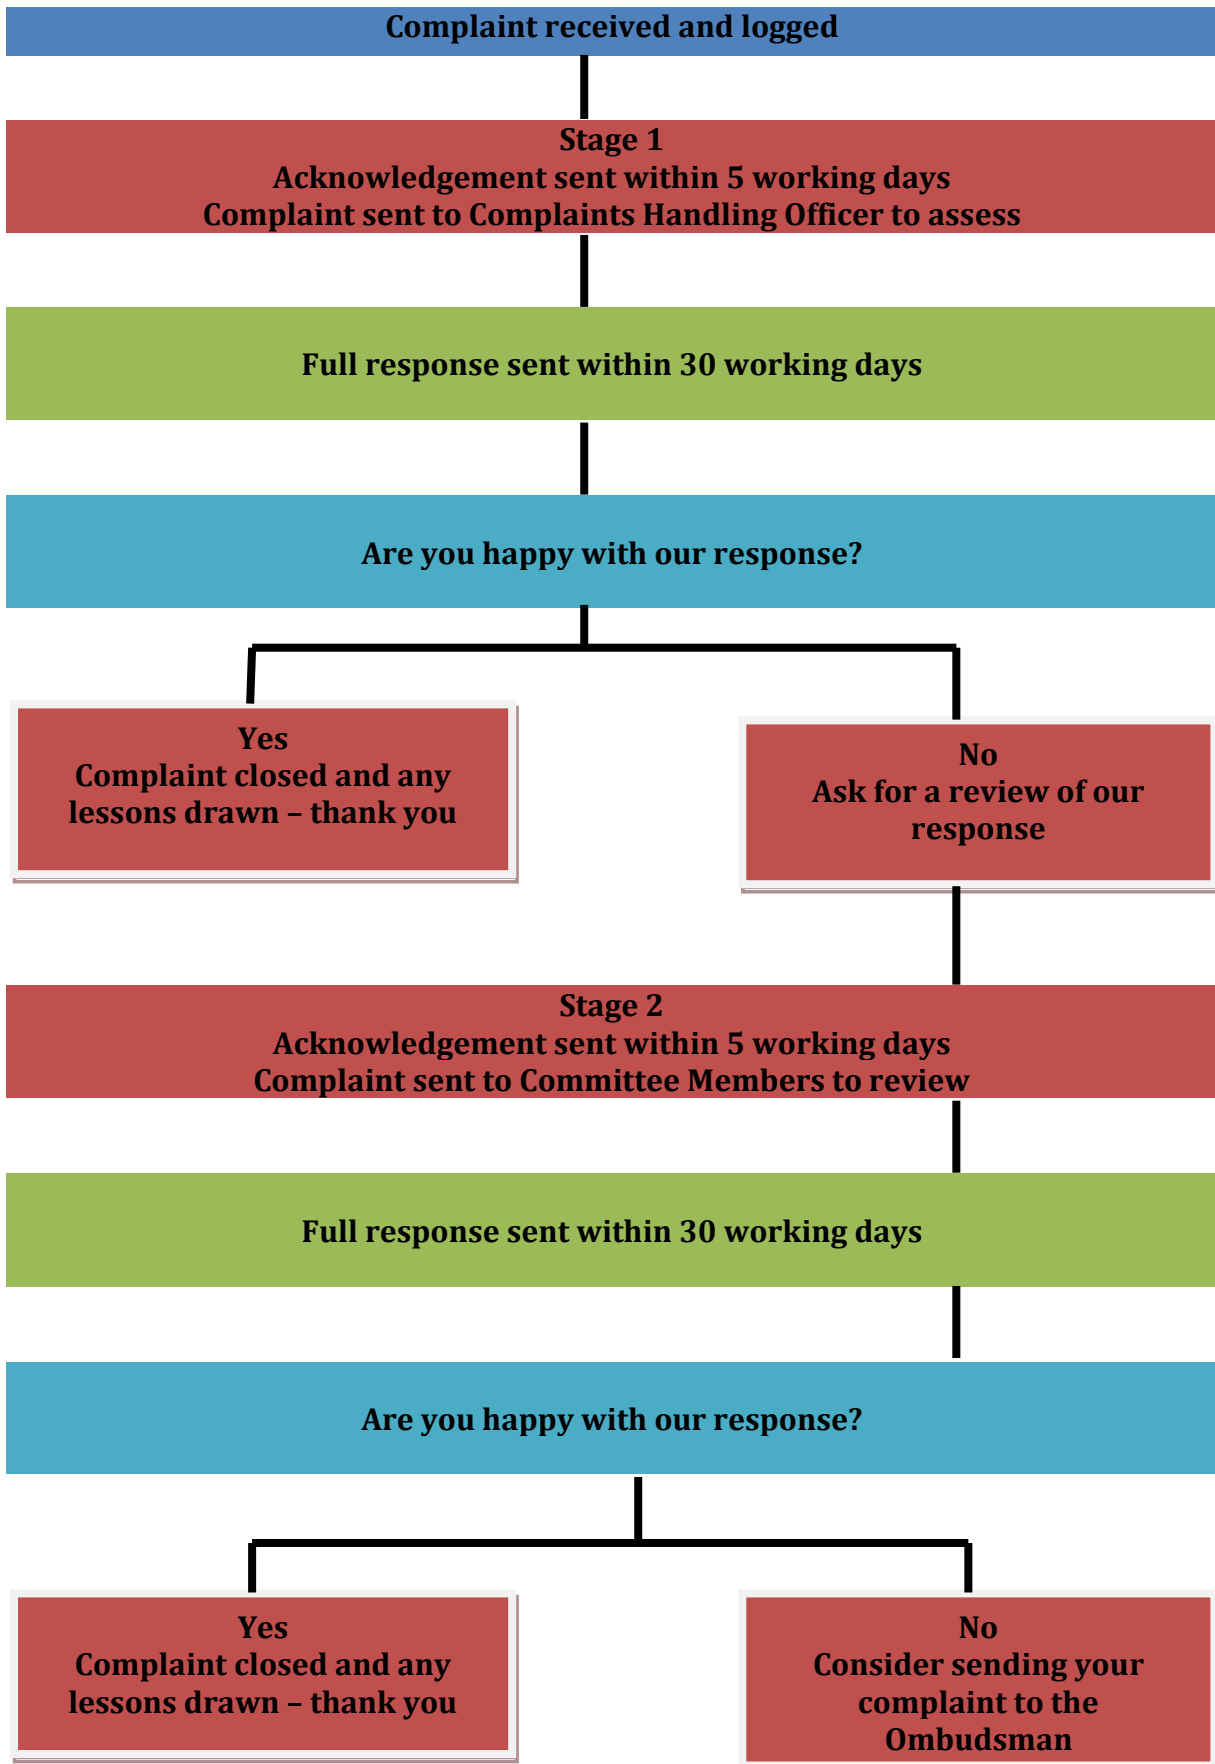 Complaint received and logged
Stage 1
Acknowledgement sent within 5 working days
Complaint sent to Complaints Handling Officer to assess
Full response sent within 30 working days
Are you happy with our response?
Yes
Complaint closed and any
lessons drawn – thank you
No
Ask for a review of our
response
Stage 2
Acknowledgement sent within 5 working days
Complaint sent to Committee Members to review
Full response sent within 30 working days
Are you happy with our response?
Yes
Complaint closed and any
lessons drawn – thank you
No
Consider sending your
complaint to the
Ombudsman